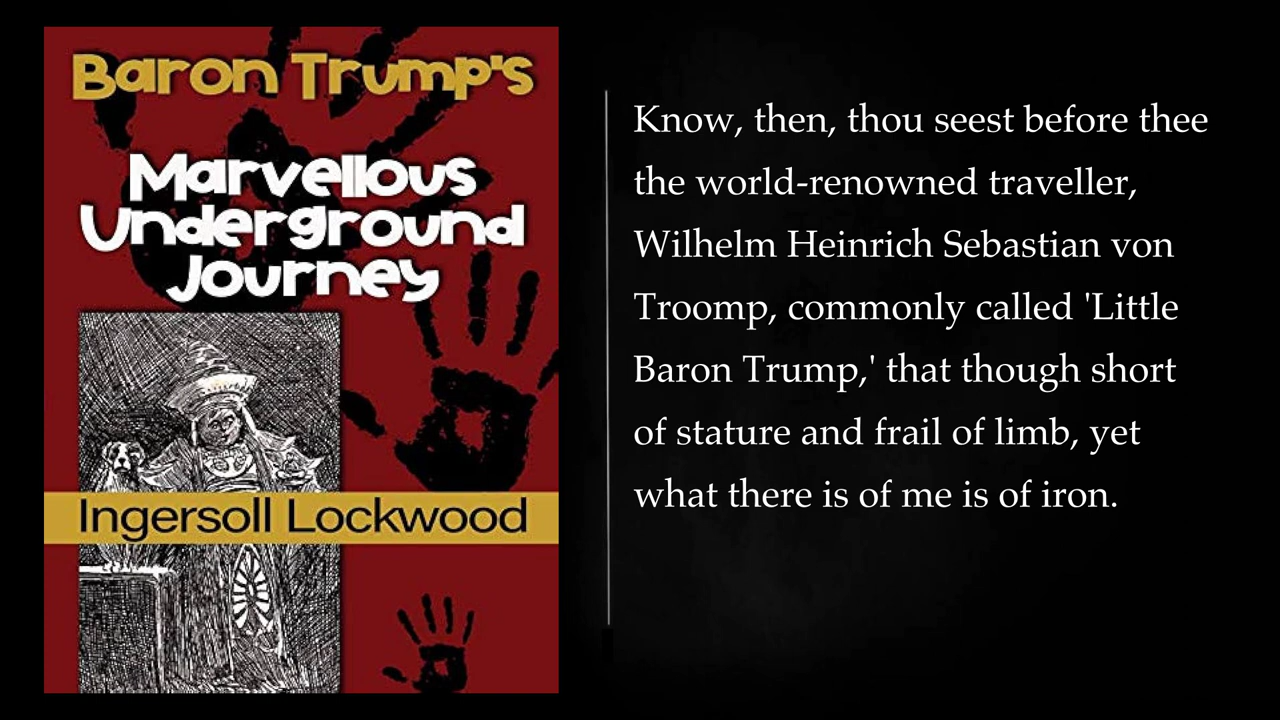 Baron Trump's
Marvellous
Underground
Journey
Ingersoll Lockwood
Know, then, thou seest before thee
the world-renowned traveller,
Wilhelm Heinrich Sebastian von
Troomp, commonly called 'Little
Baron Trump,' that though short
of stature and frail of limb, yet
what there is of me is of iron.